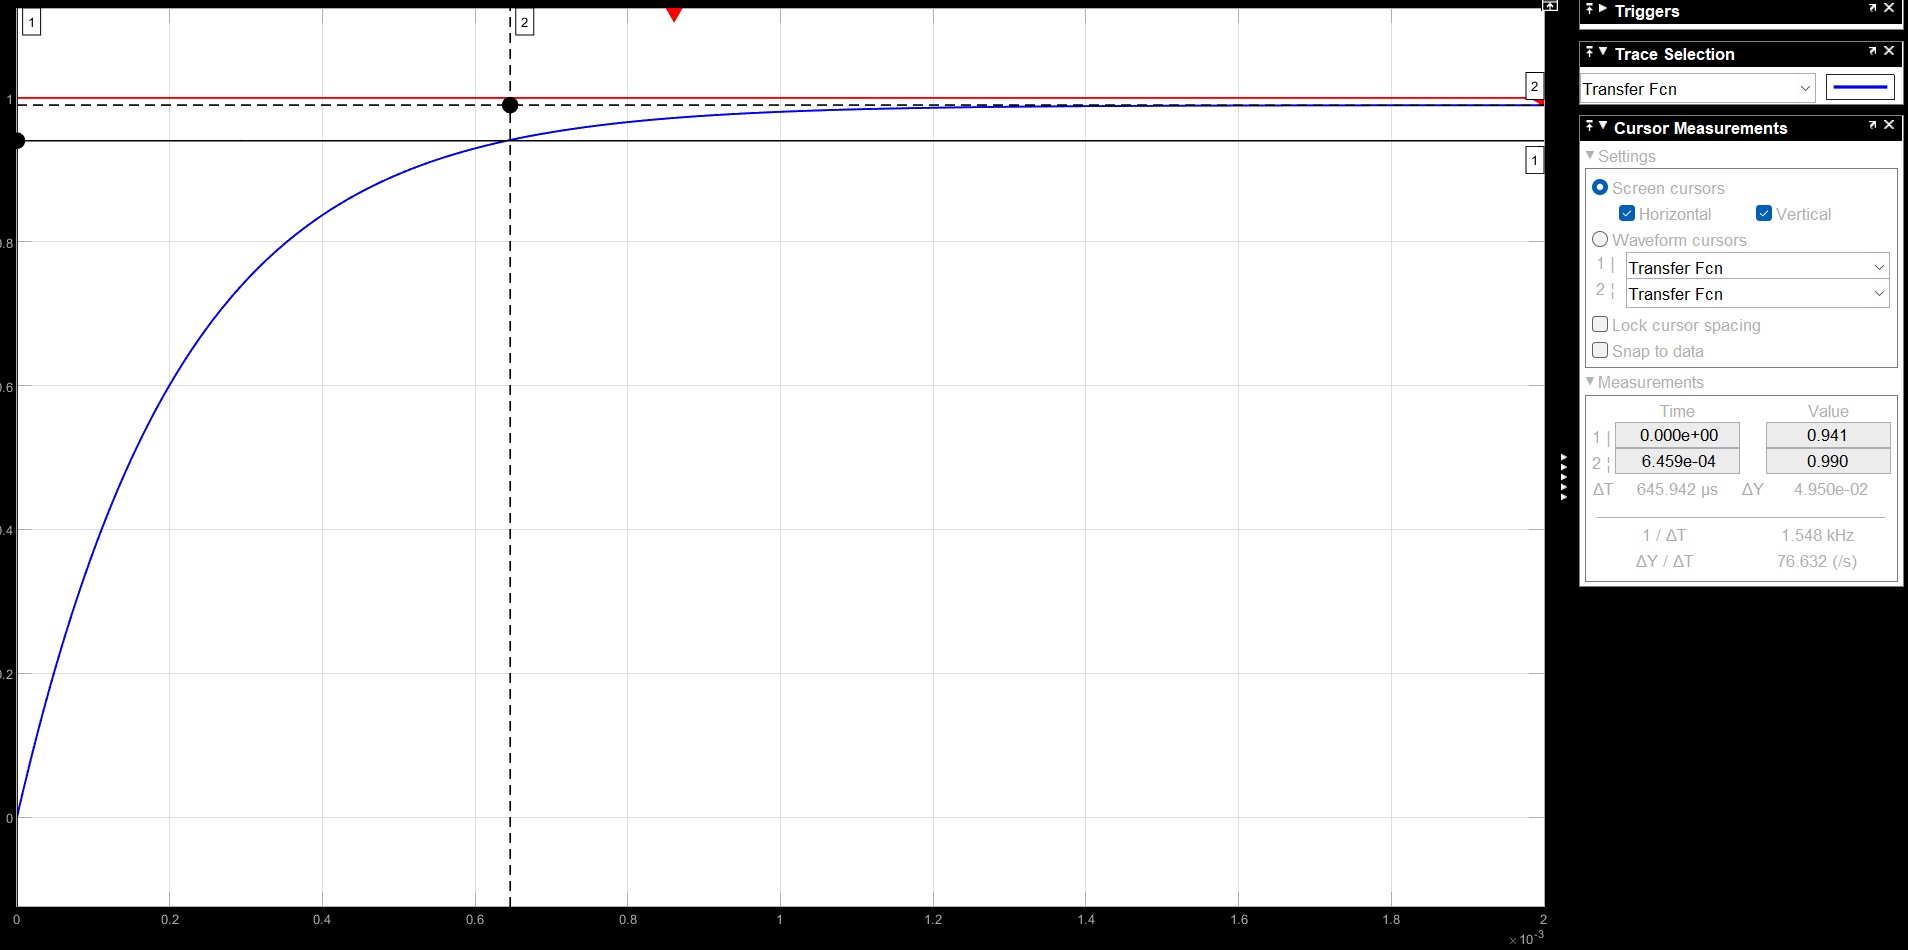 1
2
2
1
1
0.8
0.6
0.4
0.2
0
0 0.2 0.4 0.6 0.8 1 1.2 1.4 1.6 1.8 2
×10⁻³
Triggers
Trace Selection
Transfer Fcn
Cursor Measurements
Settings
Screen cursors
Horizontal Vertical
Waveform cursors
1 | Transfer Fcn
2 ¦ Transfer Fcn
Lock cursor spacing
Snap to data
Measurements
Time Value
1 | 0.000e+00 0.941
2 ¦ 6.459e-04 0.990
ΔT 645.942 µs ΔY 4.950e-02
1 / ΔT 1.548 kHz
ΔY / ΔT 76.632 (/s)